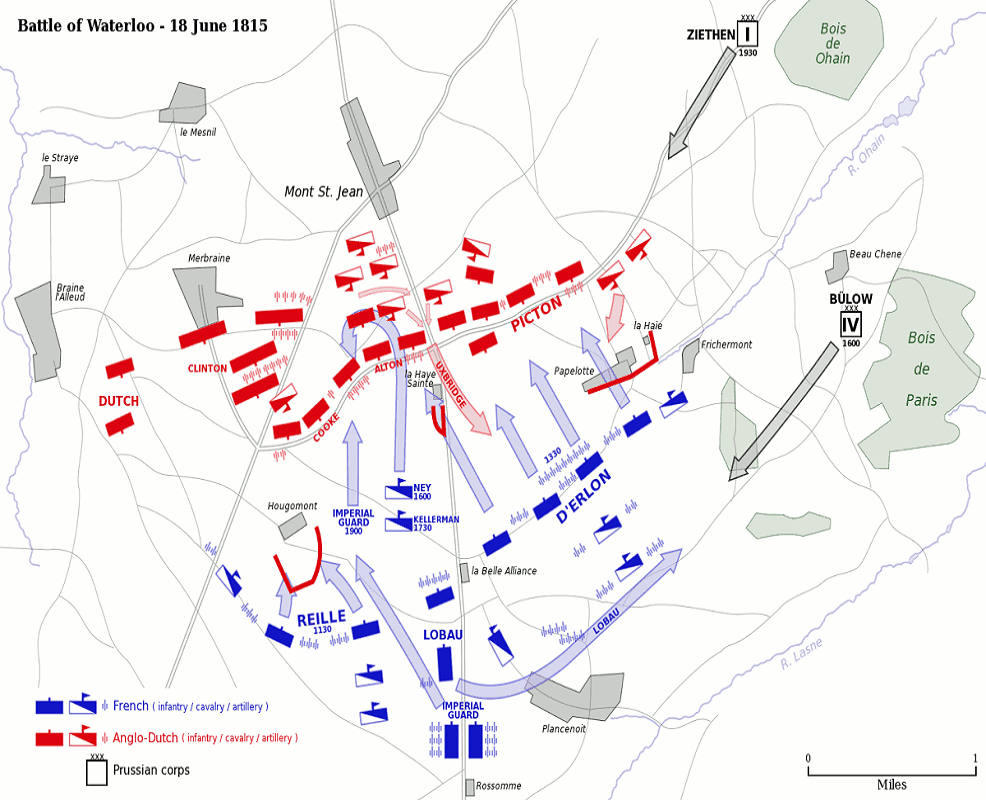 Battle of Waterloo - 18 June 1815
XXX
ZIETHEN
I
1930
Bois
de
Ohain
le Mesnil
le Straye
R. Ohain
Mont St. Jean
Merbraine
Beau Chene
Braine
l'Alleud
BÜLOW
XXX
IV
1600
PICTON
la Haie
Frichermont
Bois
de
Paris
CLINTON
ALTON
la Haye
Sainte
UXBRIDGE
Papelotte
DUTCH
COOKE
1330
D'ERLON
NEY
1600
Hougomont
IMPERIAL
GUARD
1900
KELLERMAN
1730
la Belle Alliance
REILLE
1130
LOBAU
LOBAU
R. Lasne
IMPERIAL
GUARD
Plancenoit
French ( infantry / cavalry / artillery )
Anglo-Dutch ( infantry / cavalry / artillery )
XXX
Prussian corps
Rossomme
0 1
Miles